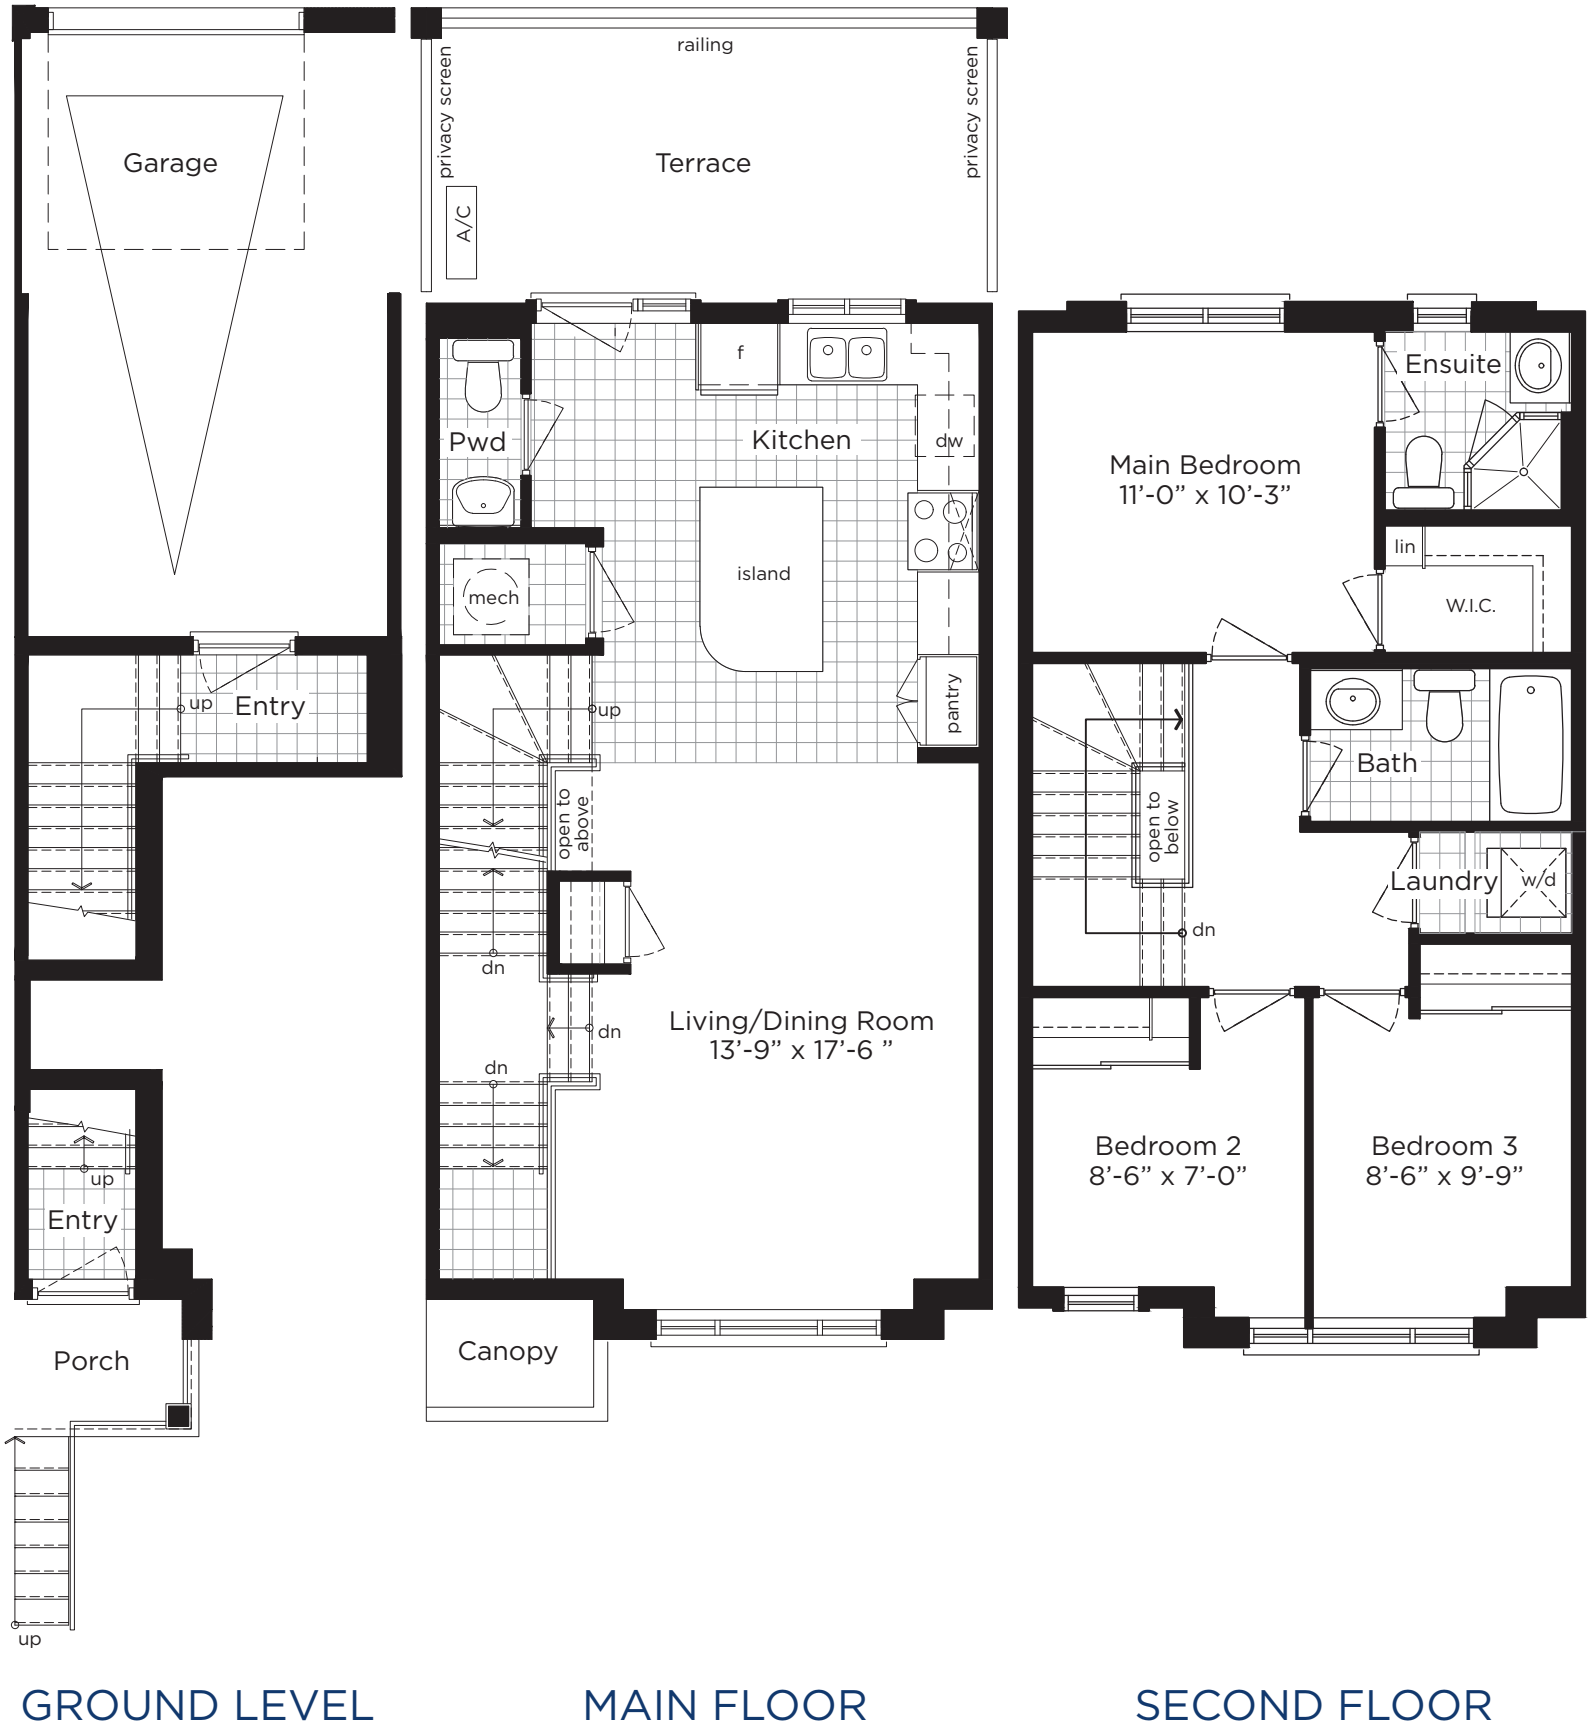 Garage
up
Entry
up
Entry
Porch
up
GROUND LEVEL
railing
privacy screen
privacy screen
Terrace
A/C
f
Pwd
Kitchen
dw
island
mech
pantry
up
open to
above
dn
dn
dn
Living/Dining Room
13’-9” x 17’-6 ”
Canopy
MAIN FLOOR
Ensuite
Main Bedroom
11’-0” x 10’-3”
lin
W.I.C.
Bath
open to
below
Laundry
w/d
dn
Bedroom 2
8’-6” x 7’-0”
Bedroom 3
8’-6” x 9’-9”
SECOND FLOOR